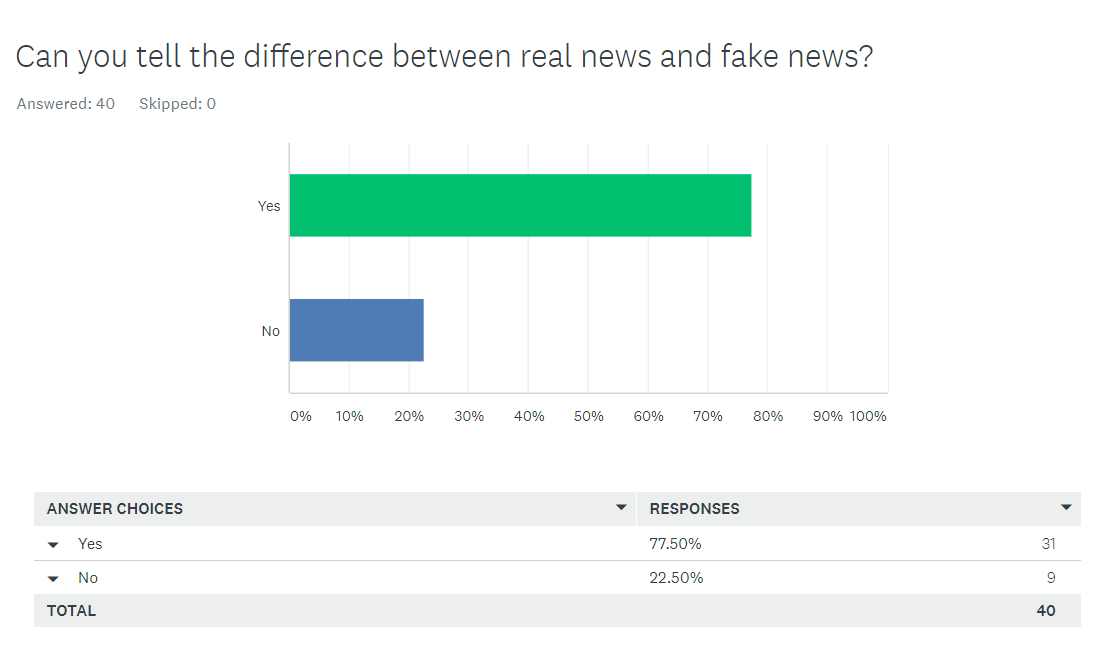 Can you tell the difference between real news and fake news?
Answered: 40 Skipped: 0
Yes
No
0% 10% 20% 30% 40% 50% 60% 70% 80% 90% 100%
ANSWER CHOICES RESPONSES
Yes 77.50% 31
No 22.50% 9
TOTAL 40